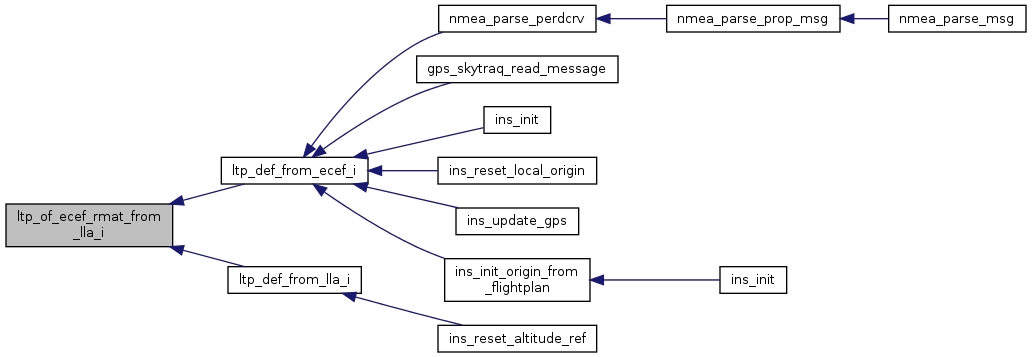 nmea_parse_perdcrv
nmea_parse_prop_msg
nmea_parse_msg
gps_skytraq_read_message
ins_init
ltp_def_from_ecef_i
ins_reset_local_origin
ltp_of_ecef_rmat_from
_lla_i
ins_update_gps
ltp_def_from_lla_i
ins_init_origin_from
_flightplan
ins_init
ins_reset_altitude_ref